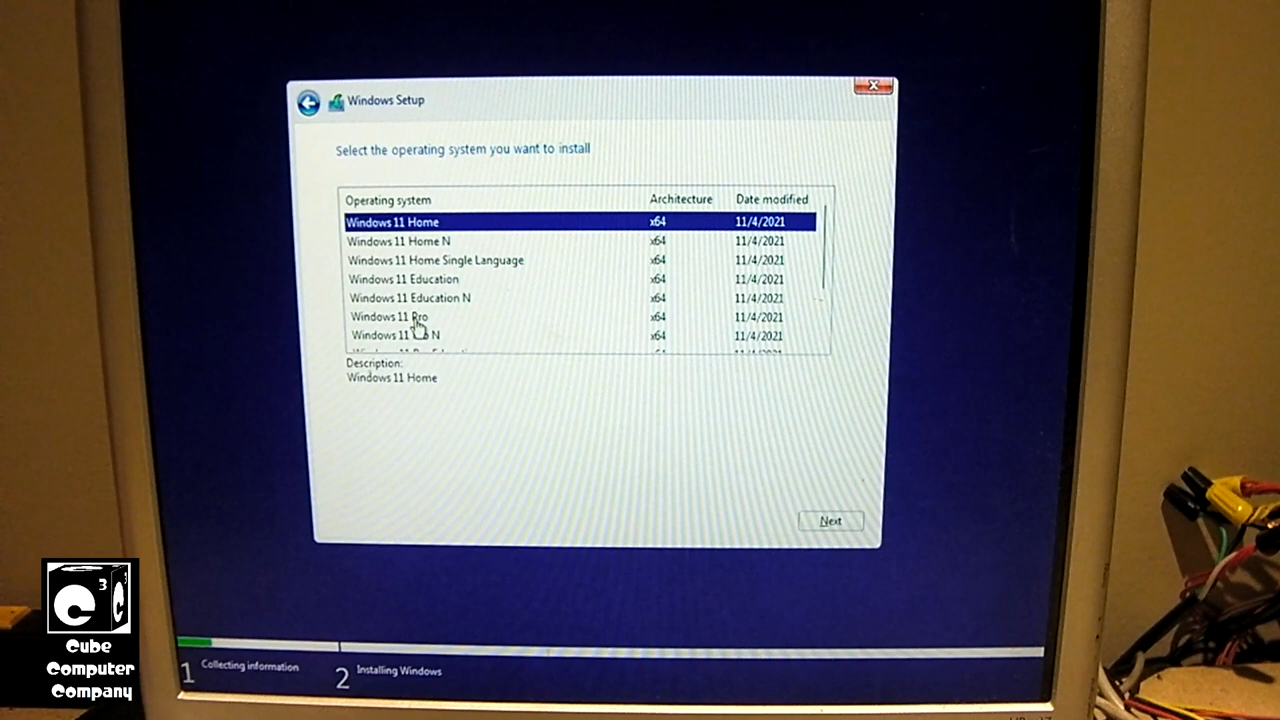 Windows Setup
Select the operating system you want to install
Operating system Architecture Date modified
Windows 11 Home x64 11/4/2021
Windows 11 Home N x64 11/4/2021
Windows 11 Home Single Language x64 11/4/2021
Windows 11 Education x64 11/4/2021
Windows 11 Education N x64 11/4/2021
Windows 11 Pro x64 11/4/2021
Windows 11 N x64 11/4/2021
Description:
Windows 11 Home
Next
1 Collecting information
2 Installing Windows
Cube
Computer
Company